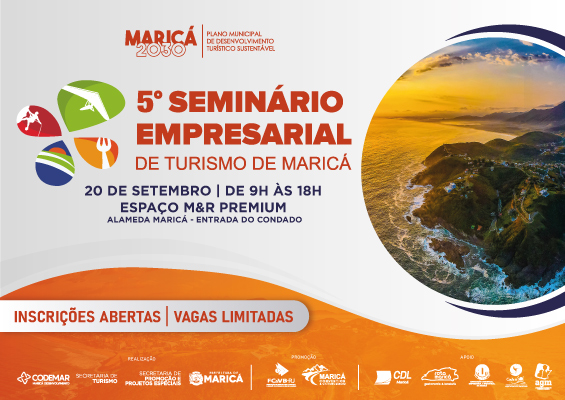 MARICÁ
2030
PLANO MUNICIPAL
DE DESENVOLVIMENTO
TURÍSTICO SUSTENTÁVEL
5º SEMINÁRIO
EMPRESARIAL
DE TURISMO DE MARICÁ
20 DE SETEMBRO | DE 9H ÀS 18H
ESPAÇO M&R PREMIUM
ALAMEDA MARICÁ - ENTRADA DO CONDADO
INSCRIÇÕES ABERTAS | VAGAS LIMITADAS
REALIZAÇÃO
PROMOÇÃO
APOIO
CODEMAR
SECRETARIA DE
TURISMO
SECRETARIA DE
PROMOÇÃO E
PROJETOS ESPECIAIS
PREFEITURA DE
MARICÁ
MARICÁ
CDL